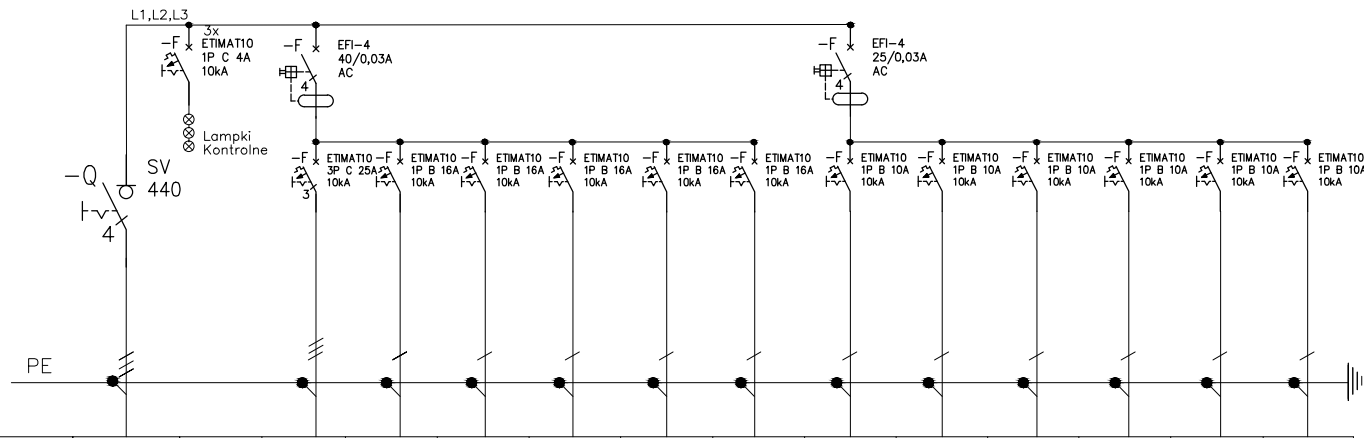 L1,L2,L3
3x
-F ETIMAT10
1P C 4A
10kA
Lampki
Kontrolne
-F EFI-4
40/0,03A
AC
4
-F EFI-4
25/0,03A
AC
4
-Q SV
440
4
-F ETIMAT10
3P C 25A
10kA
3
-F ETIMAT10
1P B 16A
10kA
-F ETIMAT10
1P B 16A
10kA
-F ETIMAT10
1P B 16A
10kA
-F ETIMAT10
1P B 16A
10kA
-F ETIMAT10
1P B 16A
10kA
-F ETIMAT10
1P B 10A
10kA
-F ETIMAT10
1P B 10A
10kA
-F ETIMAT10
1P B 10A
10kA
-F ETIMAT10
1P B 10A
10kA
-F ETIMAT10
1P B 10A
10kA
-F ETIMAT10
1P B 10A
10kA
PE